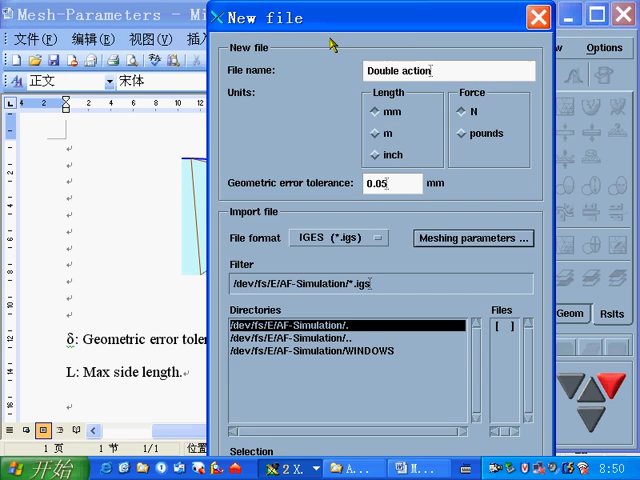 Mesh-Parameters - Mi
New file
文件(F) 编辑(E) 视图(V) 插入
Options
正文
宋体
New file
File name:
Double action
Units:
Length
Force
mm
N
m
pounds
inch
Geometric error tolerance:
0.05
mm
Import file
File format
IGES (*.igs)
Meshing parameters ...
Filter
/dev/fs/E/AF-Simulation/*.igs
Directories
Files
/dev/fs/E/AF-Simulation/.
[ ]
/dev/fs/E/AF-Simulation/..
/dev/fs/E/AF-Simulation/WINDOWS
Geom
Rslts
δ: Geometric error toler
L: Max side length.
Selection
1 页 1 节 1/1 位置
开始
2 X.
A...
M...
8:50